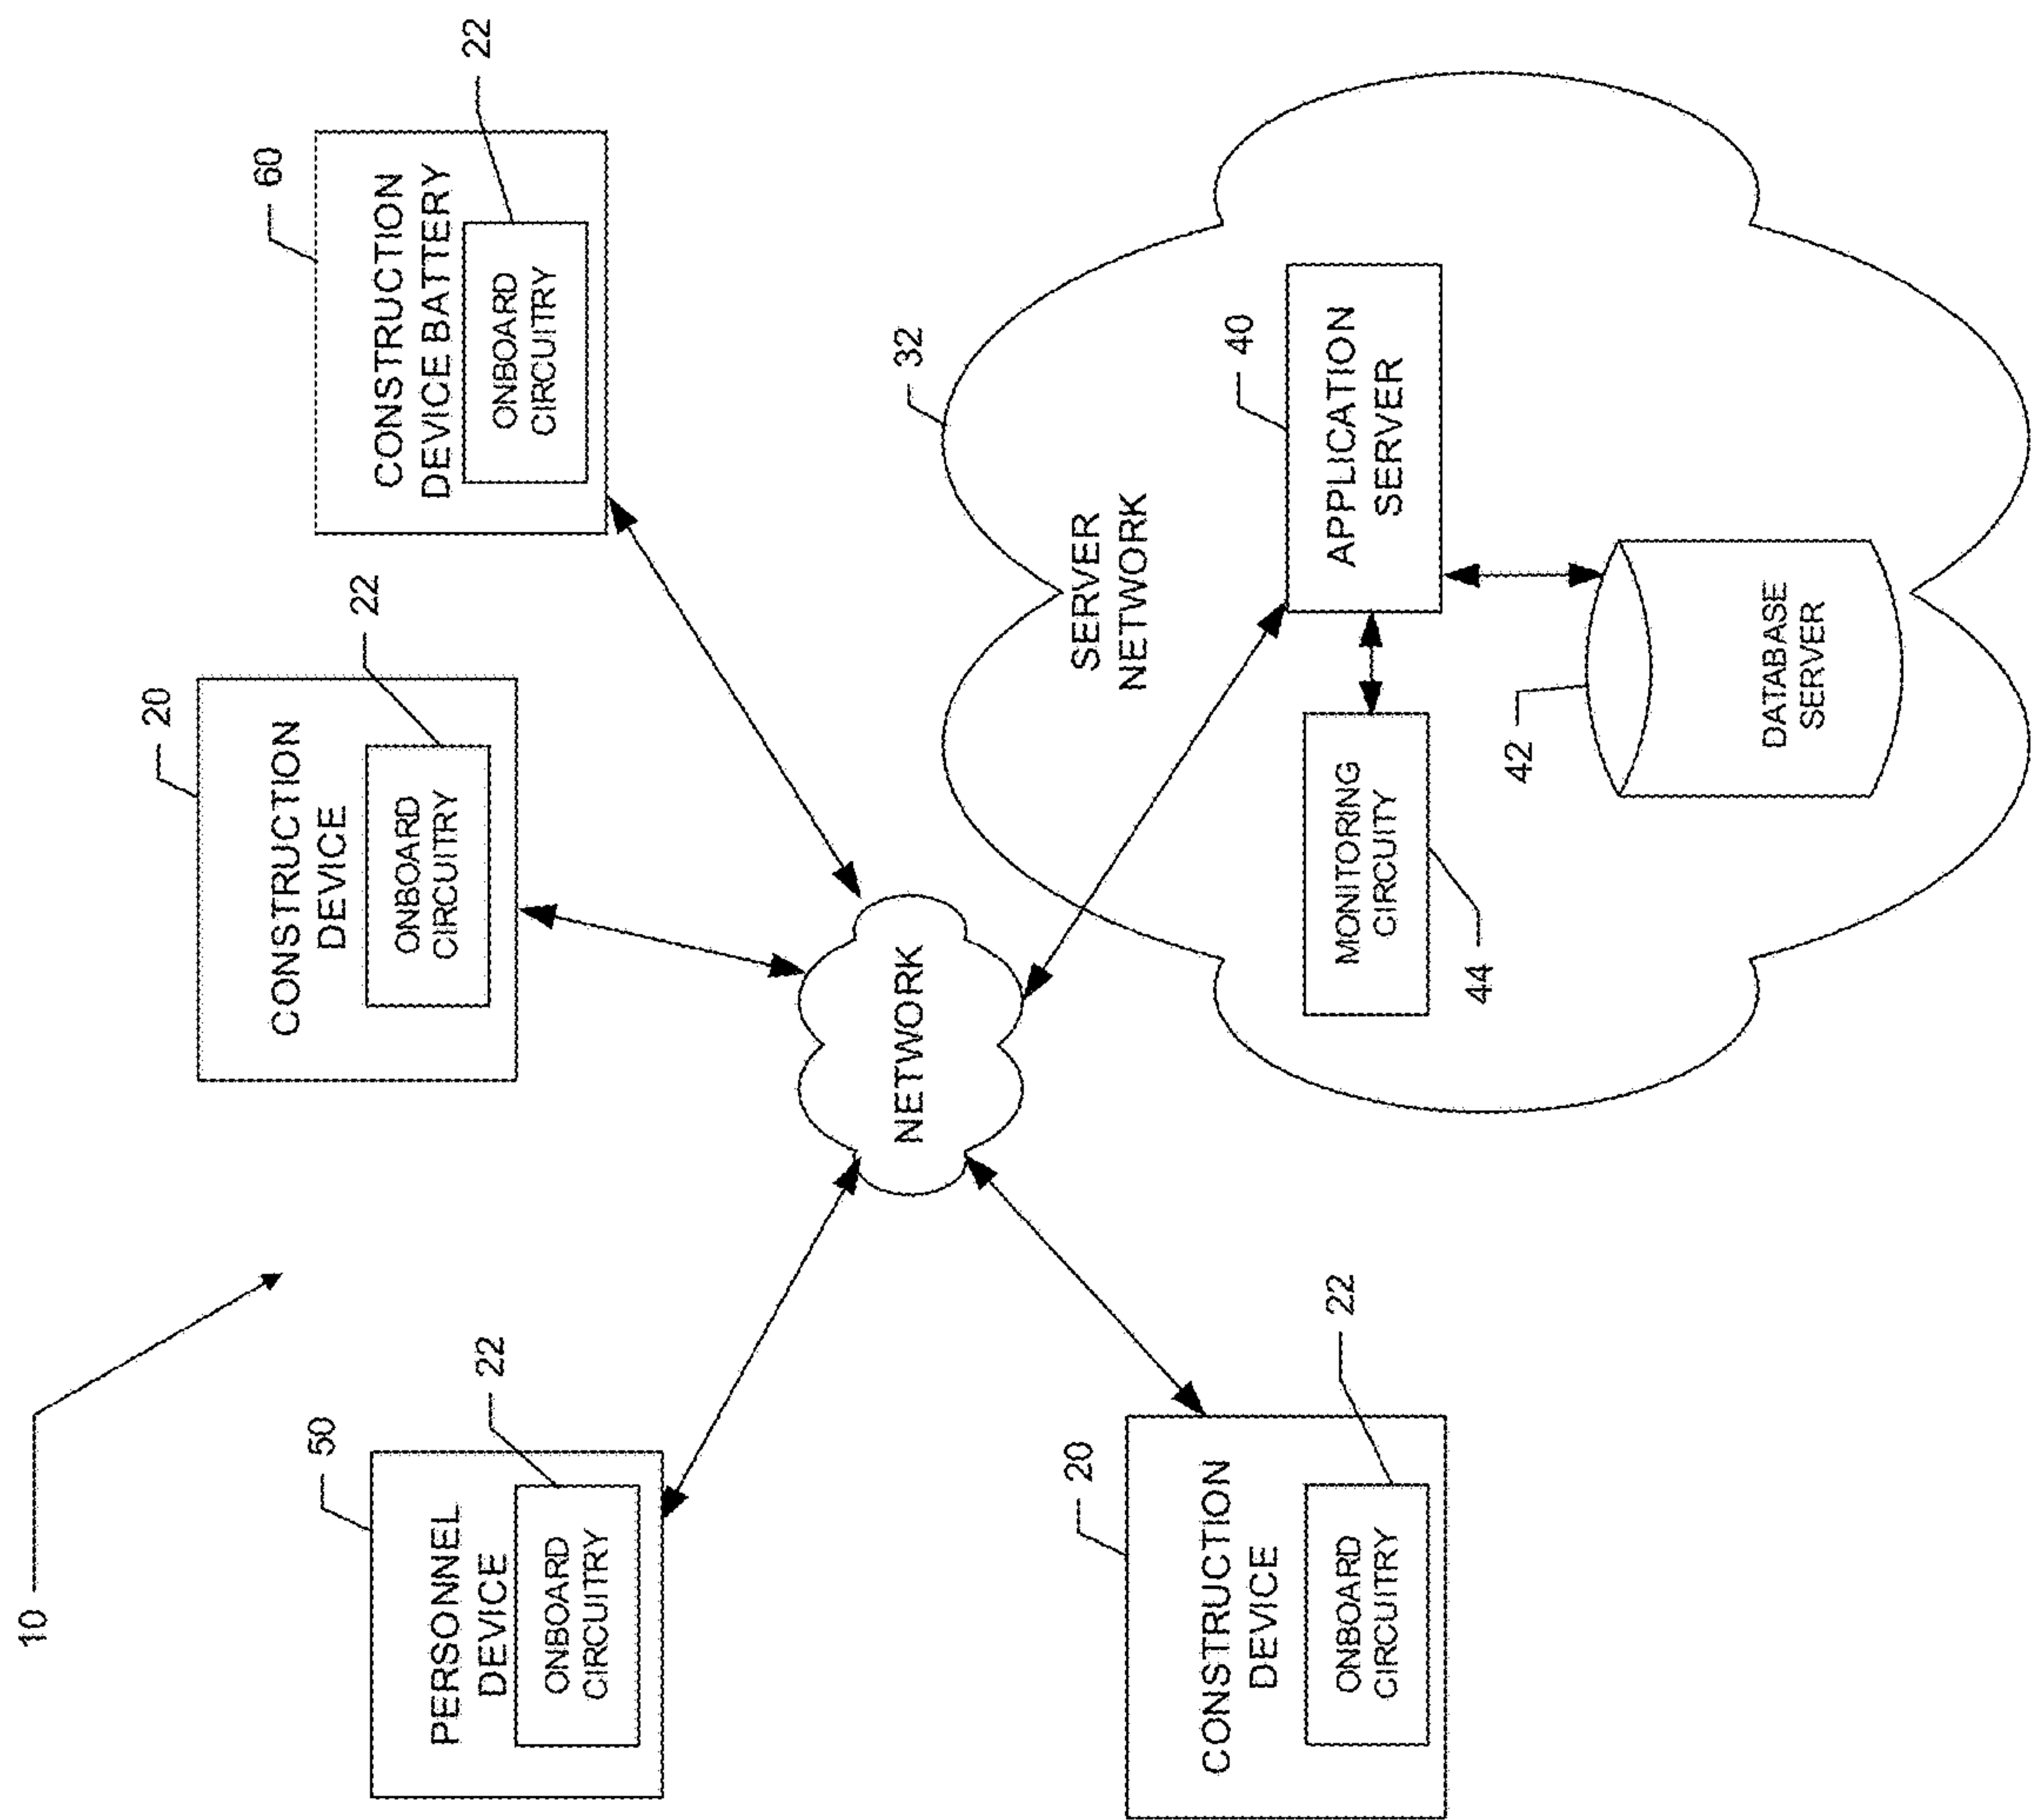 10
50
PERSONNEL
DEVICE
ONBOARD
CIRCUITRY
22
20
CONSTRUCTION
DEVICE
ONBOARD
CIRCUITRY
22
60
CONSTRUCTION
DEVICE BATTERY
ONBOARD
CIRCUITRY
22
NETWORK
20
CONSTRUCTION
DEVICE
ONBOARD
CIRCUITRY
22
32
SERVER
NETWORK
40
APPLICATION
SERVER
MONITORING
CIRCUITY
44
42
DATABASE
SERVER